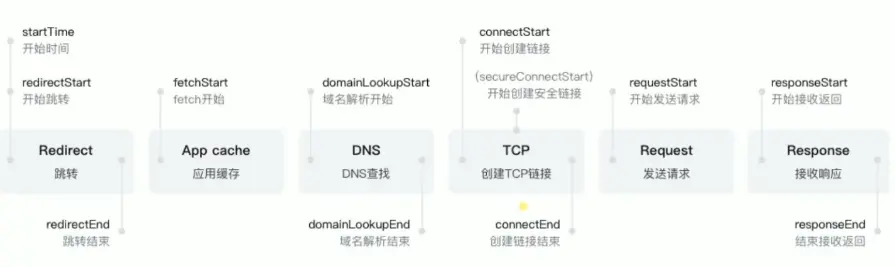 startTime
开始时间
redirectStart
开始跳转
fetchStart
fetch开始
domainLookupStart
域名解析开始
connectStart
开始创建链接
(secureConnectStart)
开始创建安全链接
requestStart
开始发送请求
responseStart
开始接收返回
Redirect
跳转
App cache
应用缓存
DNS
DNS查找
TCP
创建TCP链接
Request
发送请求
Response
接收响应
redirectEnd
跳转结束
domainLookupEnd
域名解析结束
connectEnd
创建链接结束
responseEnd
结束接收返回